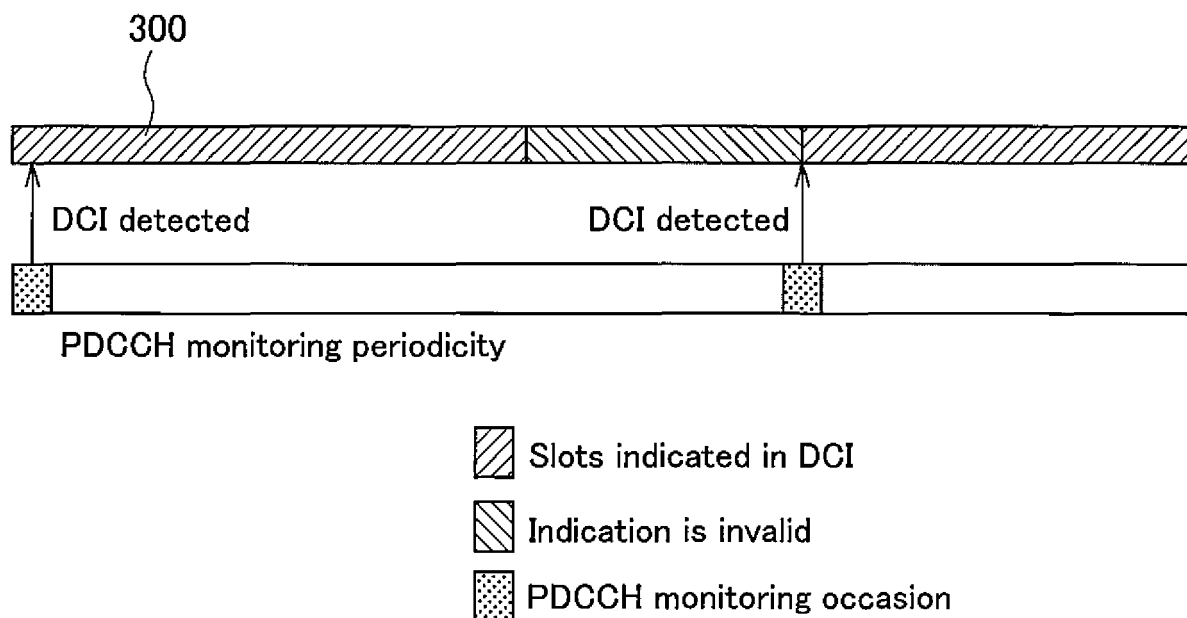 300
DCI detected
DCI detected
PDCCH monitoring periodicity
Slots indicated in DCI
Indication is invalid
PDCCH monitoring occasion